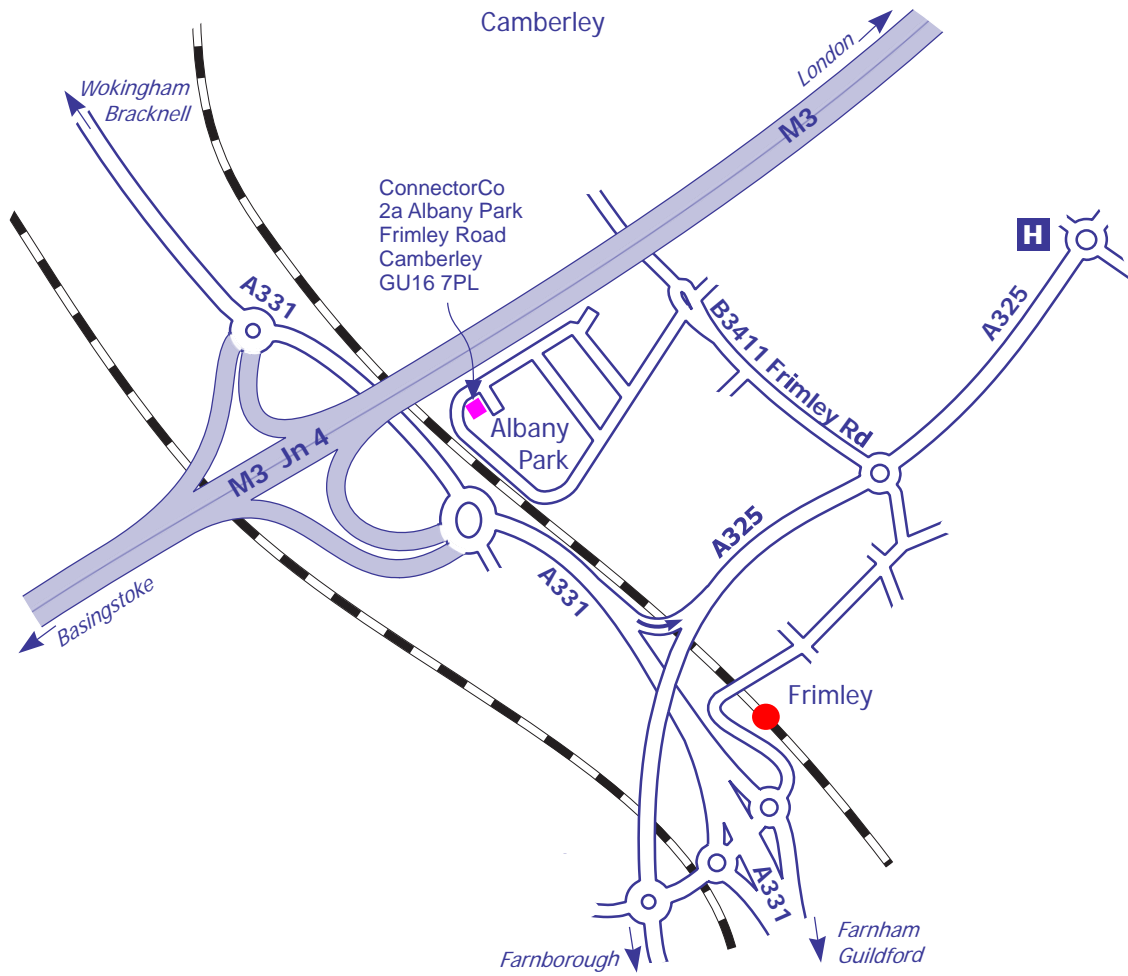 Camberley
London
Wokingham
Bracknell
M3
ConnectorCo
2a Albany Park
Frimley Road
Camberley
GU16 7PL
H
A331
A325
B3411 Frimley Rd
Albany
Park
M3 Jn 4
A325
A331
Basingstoke
Frimley
A331
Farnborough
Farnham
Guildford